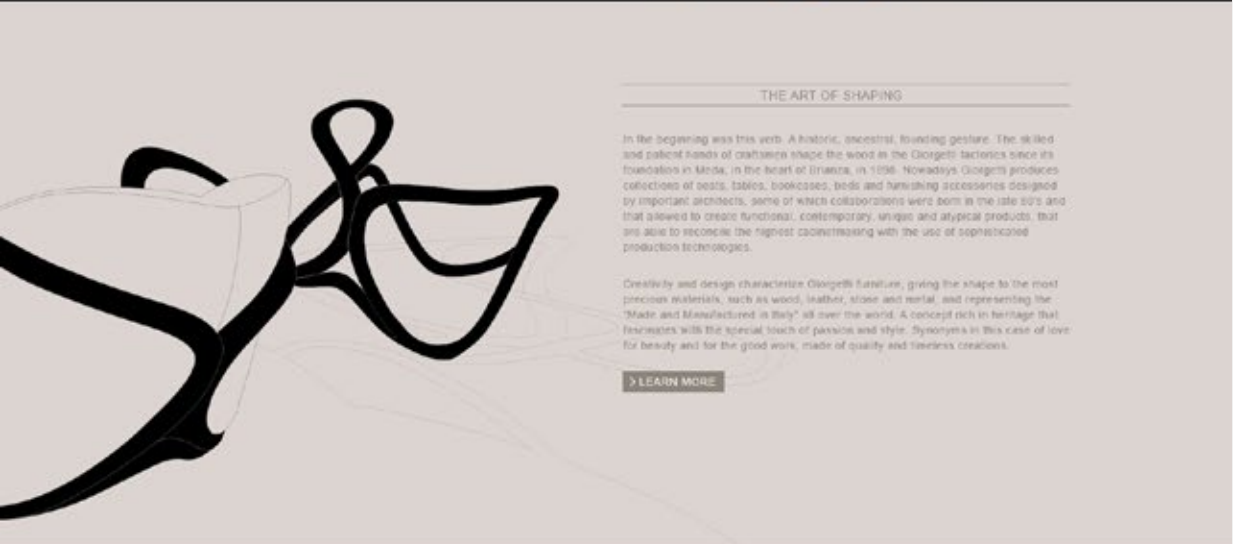 THE ART OF SHAPING
In the beginning was this verb. A historic, ancestral, founding gesture. The skilled
and patient hands of craftsmen shape the wood in the Giorgetti factories since its
foundation in Meda, in the heart of Brianza, in 1898. Nowadays Giorgetti produces
collections of seats, tables, bookcases, beds and furnishing accessories designed
by important architects, some of which collaborations were born in the late 80's and
that allowed to create functional, contemporary, unique and atypical products, that
are able to reconcile the highest cabinetmaking with the use of sophisticated
production technologies.
Creativity and design characterize Giorgetti furniture, giving the shape to the most
precious materials, such as wood, leather, stone and metal, and representing the
"Made and Manufactured in Italy" all over the world. A concept rich in heritage that
fascinates with the special touch of passion and style. Synonyms in this case of love
for beauty and for the good work, made of quality and timeless creations.
> LEARN MORE